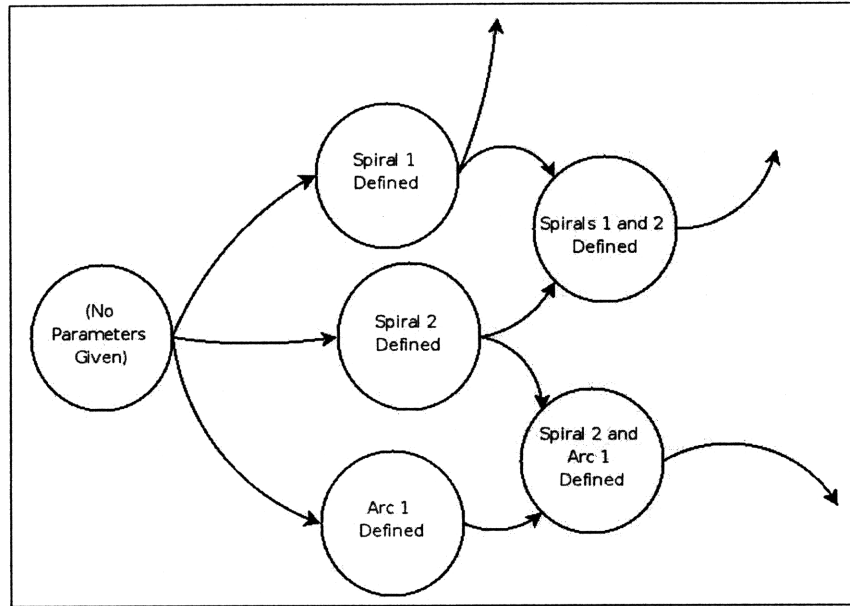 Spiral 1
Defined
Spirals 1 and 2
Defined
(No
Parameters
Given)
Spiral 2
Defined
Spiral 2 and
Arc 1
Defined
Arc 1
Defined